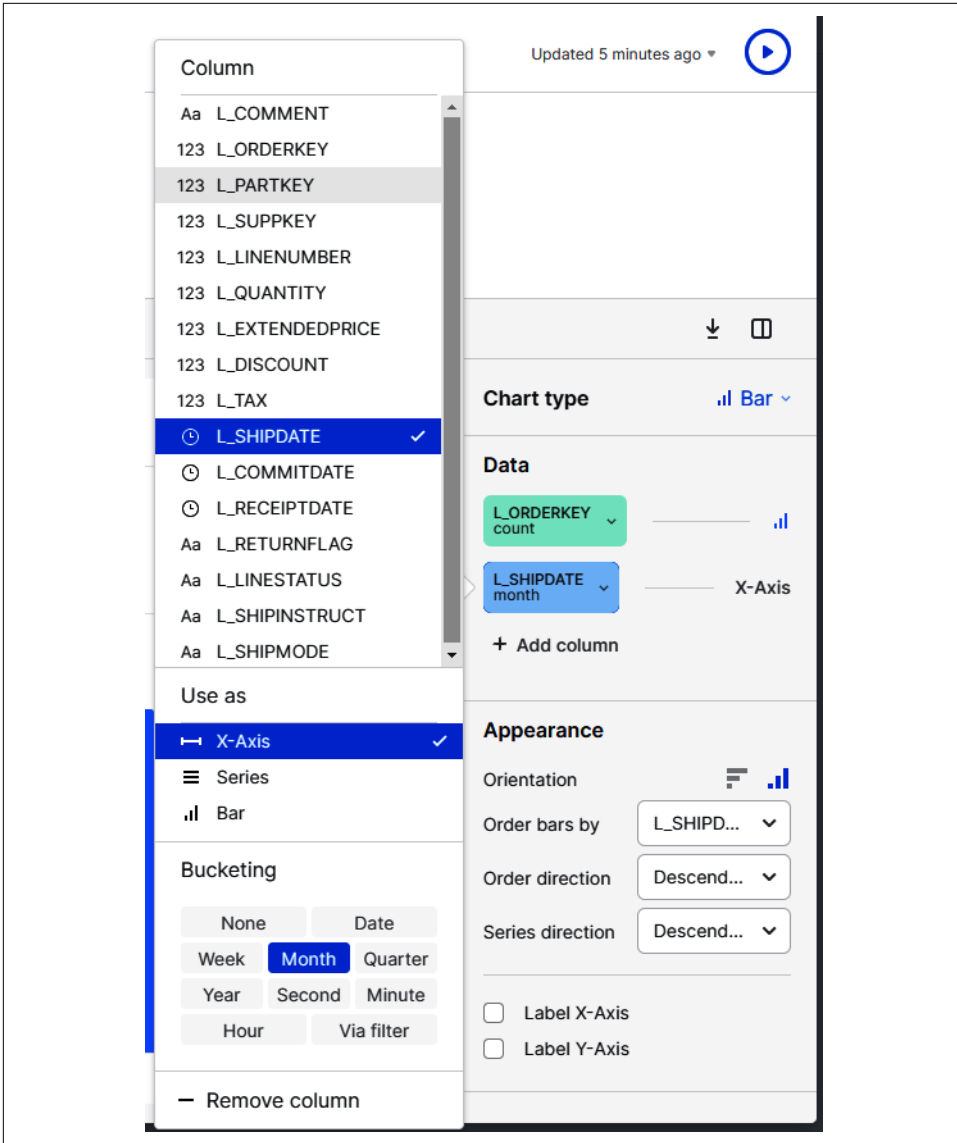 Updated 5 minutes ago
Column
Aa L_COMMENT
123 L_ORDERKEY
123 L_PARTKEY
123 L_SUPPKEY
123 L_LINENUMBER
123 L_QUANTITY
123 L_EXTENDEDPRICE
123 L_DISCOUNT
123 L_TAX
L_SHIPDATE
L_COMMITDATE
L_RECEIPTDATE
Aa L_RETURNFLAG
Aa L_LINESTATUS
Aa L_SHIPINSTRUCT
Aa L_SHIPMODE
Use as
X-Axis
Series
Bar
Bucketing
None Date
Week Month Quarter
Year Second Minute
Hour Via filter
Remove column
Chart type Bar
Data
L_ORDERKEY
count
L_SHIPDATE
month
X-Axis
+ Add column
Appearance
Orientation
Order bars by L_SHIPD...
Order direction Descend...
Series direction Descend...
Label X-Axis
Label Y-Axis